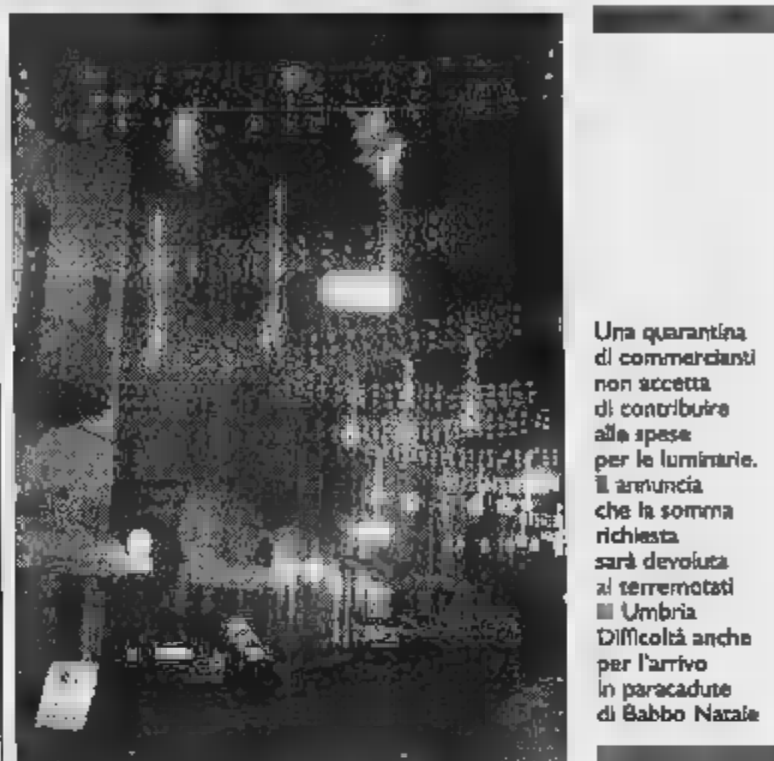 Una quarantina
di commercianti
non accetta
di contribuire
alle spese
per le luminarie.
annuncia
che la somma
richiesta
sarà devoluta
ai terremotati
Umbria
Difficoltà anche
per l'arrivo
in paracadute
di Babbo Natale